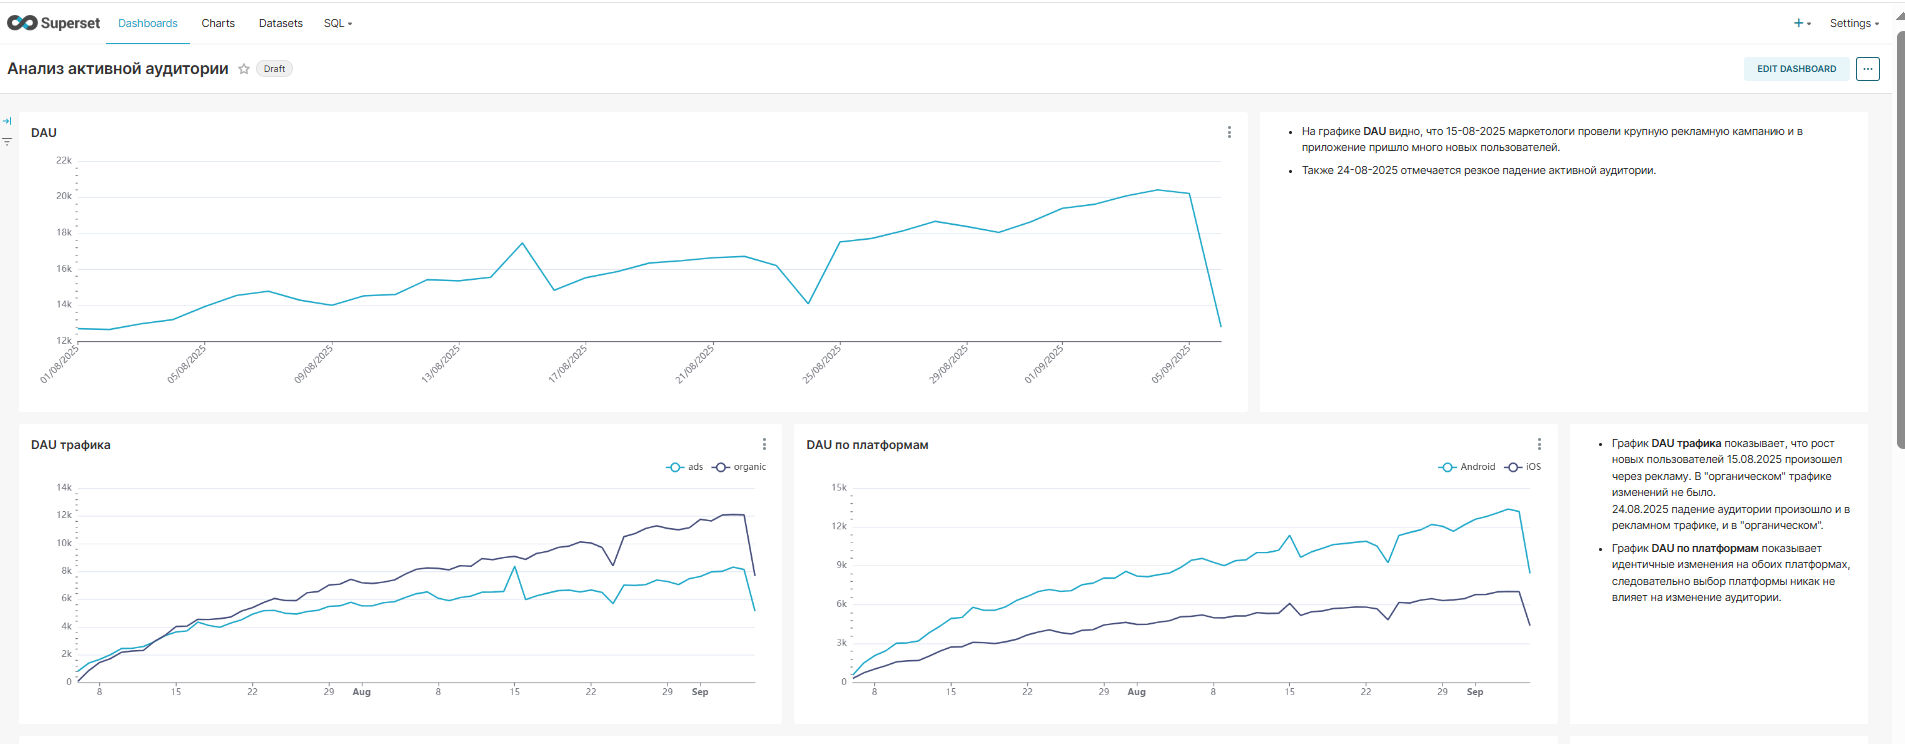 Superset Dashboards Charts Datasets SQL + Settings
Анализ активной аудитории Draft EDIT DASHBOARD ...
DAU
22k
20k
18k
16k
14k
12k
01/08/2025 05/08/2025 09/08/2025 13/08/2025 17/08/2025 21/08/2025 25/08/2025 29/08/2025 01/09/2025 05/09/2025
• На графике DAU видно, что 15-08-2025 маркетологи провели крупную рекламную кампанию и в
приложение пришло много новых пользователей.
• Также 24-08-2025 отмечается резкое падение активной аудитории.
DAU трафика
ads organic
14k
12k
10k
8k
6k
4k
2k
0
8 15 22 29 Aug 8 15 22 29 Sep
DAU по платформам
Android iOS
15k
12k
9k
6k
3k
0
8 15 22 29 Aug 8 15 22 29 Sep
• График DAU трафика показывает, что рост
новых пользователей 15.08.2025 произошел
через рекламу. В "органическом" трафике
изменений не было.
24.08.2025 падение аудитории произошло и в
рекламном трафике, и в "органическом".
• График DAU по платформам показывает
идентичные изменения на обоих платформах,
следовательно выбор платформы никак не
влияет на изменение аудитории.